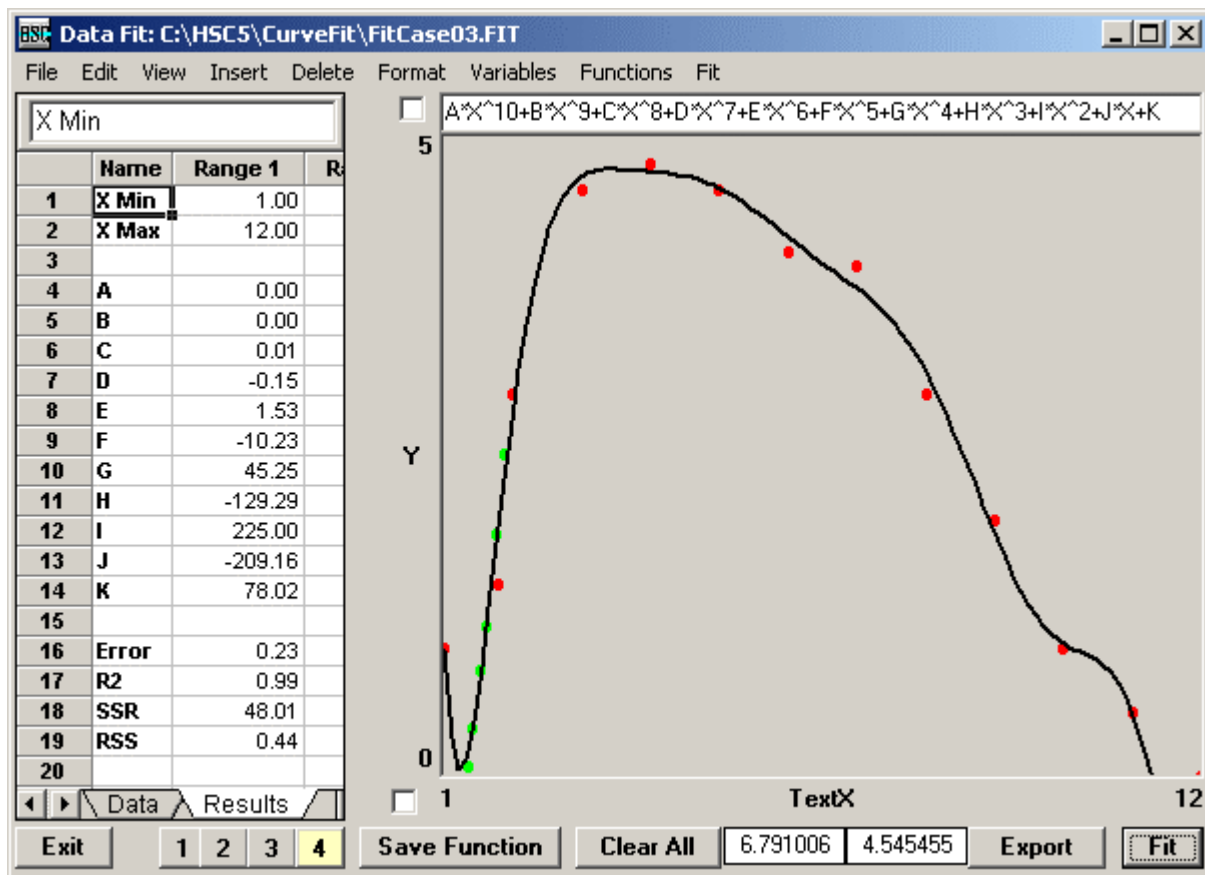 HSC Data Fit: C:\HSC5\CurveFit\FitCase03.FIT
File Edit View Insert Delete Format Variables Functions Fit
X Min
A*X^10+B*X^9+C*X^8+D*X^7+E*X^6+F*X^5+G*X^4+H*X^3+I*X^2+J*X+K
Name Range 1 Ra
1 X Min 1.00
2 X Max 12.00
3
4 A 0.00
5 B 0.00
6 C 0.01
7 D -0.15
8 E 1.53
9 F -10.23
10 G 45.25
11 H -129.29
12 I 225.00
13 J -209.16
14 K 78.02
15
16 Error 0.23
17 R2 0.99
18 SSR 48.01
19 RSS 0.44
20
Data Results
5
Y
0
1 TextX 12
Exit 1 2 3 4 Save Function Clear All 6.791006 4.545455 Export Fit